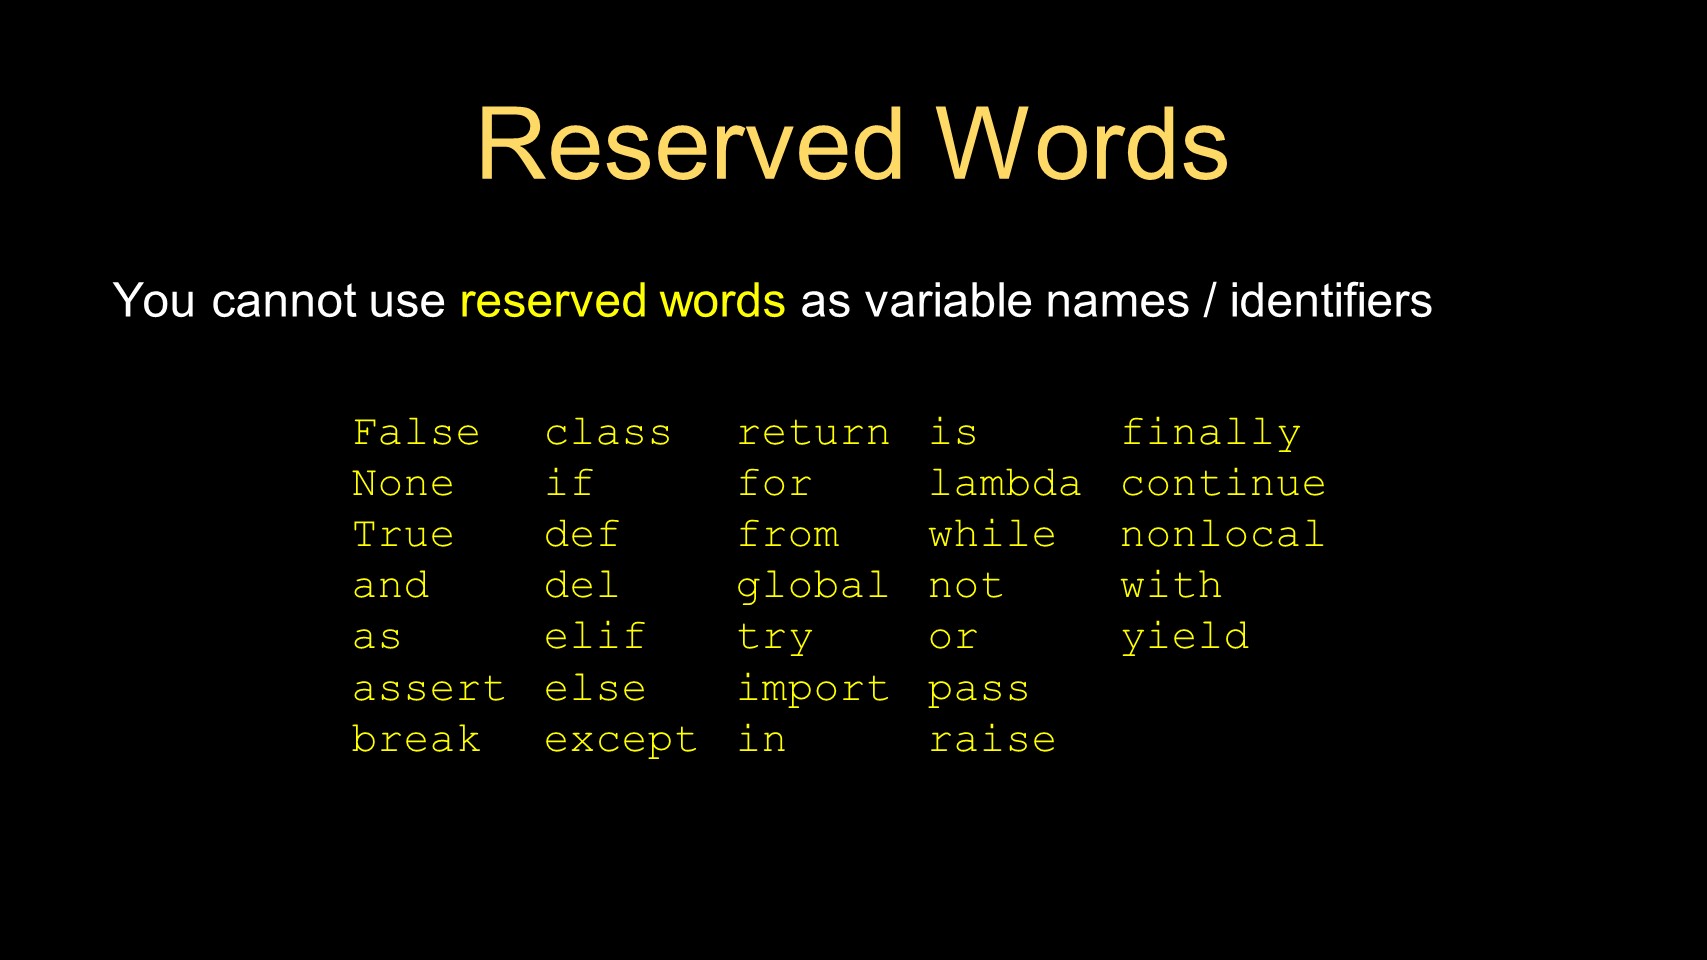 Reserved Words
You cannot use reserved words as variable names / identifiers
False class return is finally
None if for lambda continue
True def from while nonlocal
and del global not with
as elif try or yield
assert else import pass
break except in raise